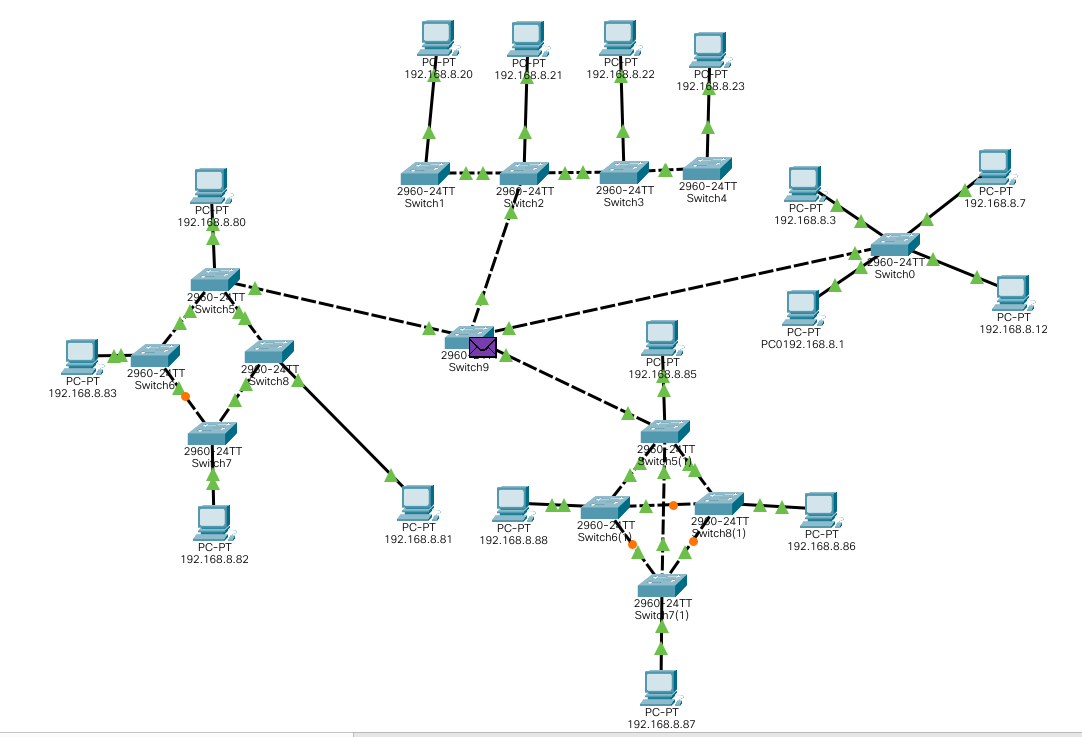 PC-PT
192.168.8.20
PC-PT
192.168.8.21
PC-PT
192.168.8.22
PC-PT
192.168.8.23
2960-24TT
Switch1
2960-24TT
Switch2
2960-24TT
Switch3
2960-24TT
Switch4
PC-PT
192.168.8.3
PC-PT
192.168.8.7
2960-24TT
Switch0
PC-PT
PC0192.168.8.1
PC-PT
192.168.8.12
PC-PT
192.168.8.80
2960-24TT
Switch5
PC-PT
192.168.8.83
2960-24TT
Switch6
2960-24TT
Switch8
2960-24TT
Switch7
PC-PT
192.168.8.82
PC-PT
192.168.8.81
2960-24TT
Switch9
PC-PT
192.168.8.85
2960-24TT
Switch5(1)
PC-PT
192.168.8.88
2960-24TT
Switch6(1)
2960-24TT
Switch8(1)
PC-PT
192.168.8.86
2960-24TT
Switch7(1)
PC-PT
192.168.8.87